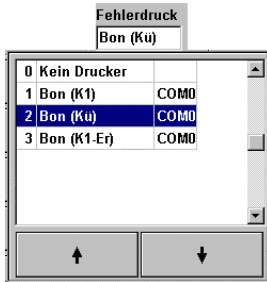 Fehlerdruck
Bon (Kü)
0 Kein Drucker
1 Bon (K1) COM0
2 Bon (Kü) COM0
3 Bon (K1-Er) COM0